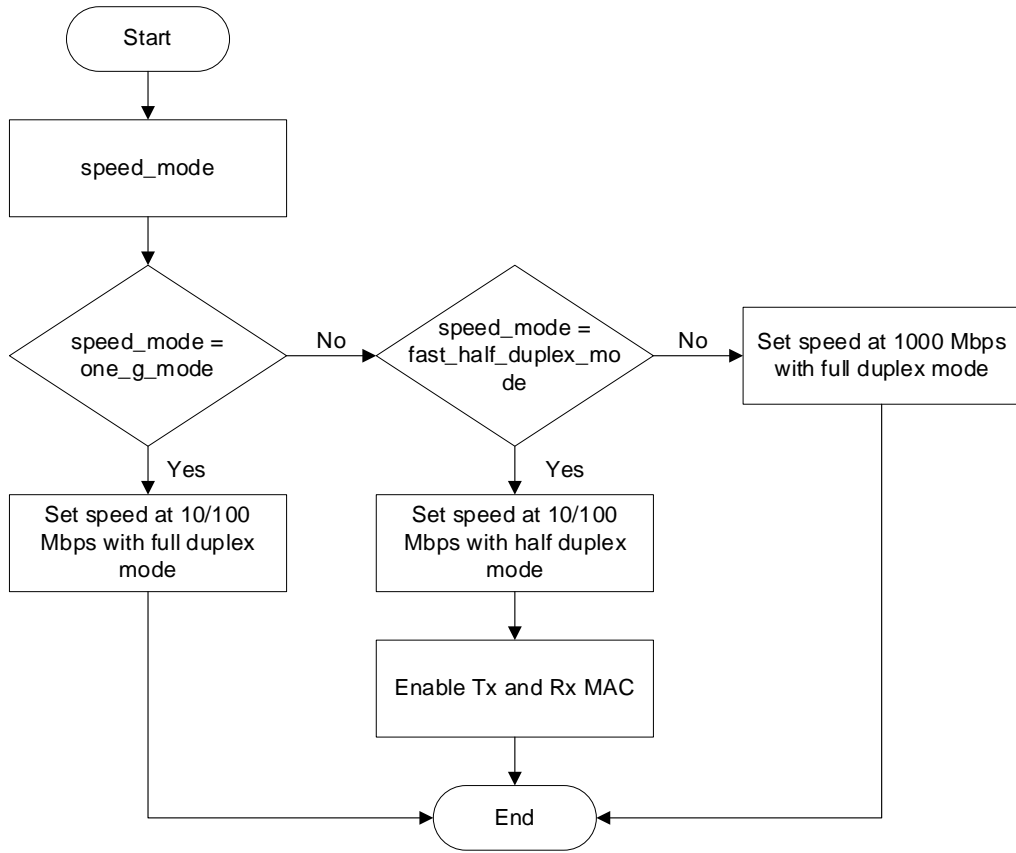 Start
speed_mode
speed_mode =
one_g_mode
No
speed_mode =
fast_half_duplex_mo
de
No
Set speed at 1000 Mbps
with full duplex mode
Yes
Yes
Set speed at 10/100
Mbps with full duplex
mode
Set speed at 10/100
Mbps with half duplex
mode
Enable Tx and Rx MAC
End